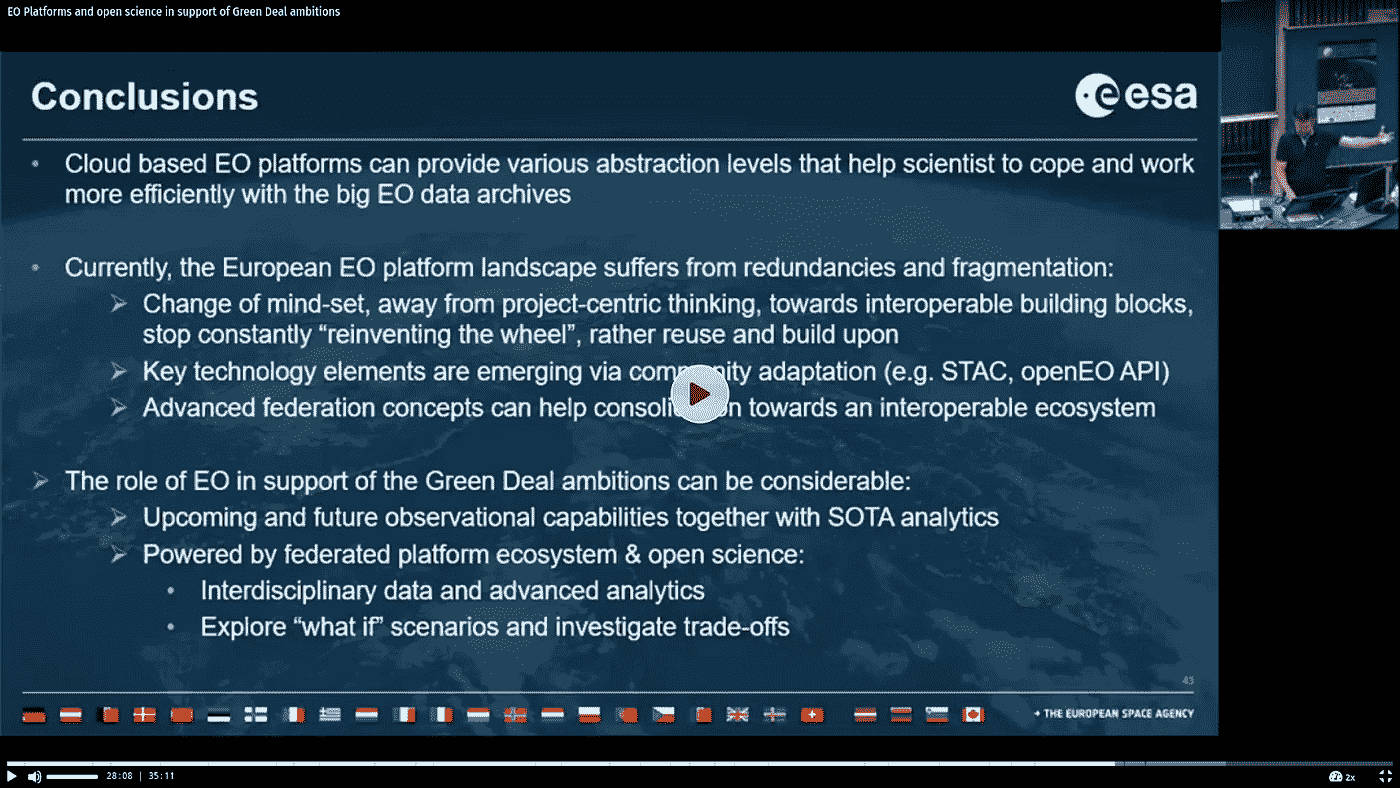 EO Platforms and open science in support of Green Deal ambitions
Conclusions
esa
Cloud based EO platforms can provide various abstraction levels that help scientist to cope and work
more efficiently with the big EO data archives
Currently, the European EO platform landscape suffers from redundancies and fragmentation:
Change of mind-set, away from project-centric thinking, towards interoperable building blocks,
stop constantly “reinventing the wheel”, rather reuse and build upon
Key technology elements are emerging via community adaptation (e.g. STAC, openEO API)
Advanced federation concepts can help towards an interoperable ecosystem
The role of EO in support of the Green Deal ambitions can be considerable:
Upcoming and future observational capabilities together with SOTA analytics
Powered by federated platform ecosystem & open science:
Interdisciplinary data and advanced analytics
Explore “what if” scenarios and investigate trade-offs
43
→ THE EUROPEAN SPACE AGENCY
28:08 | 35:11
2x